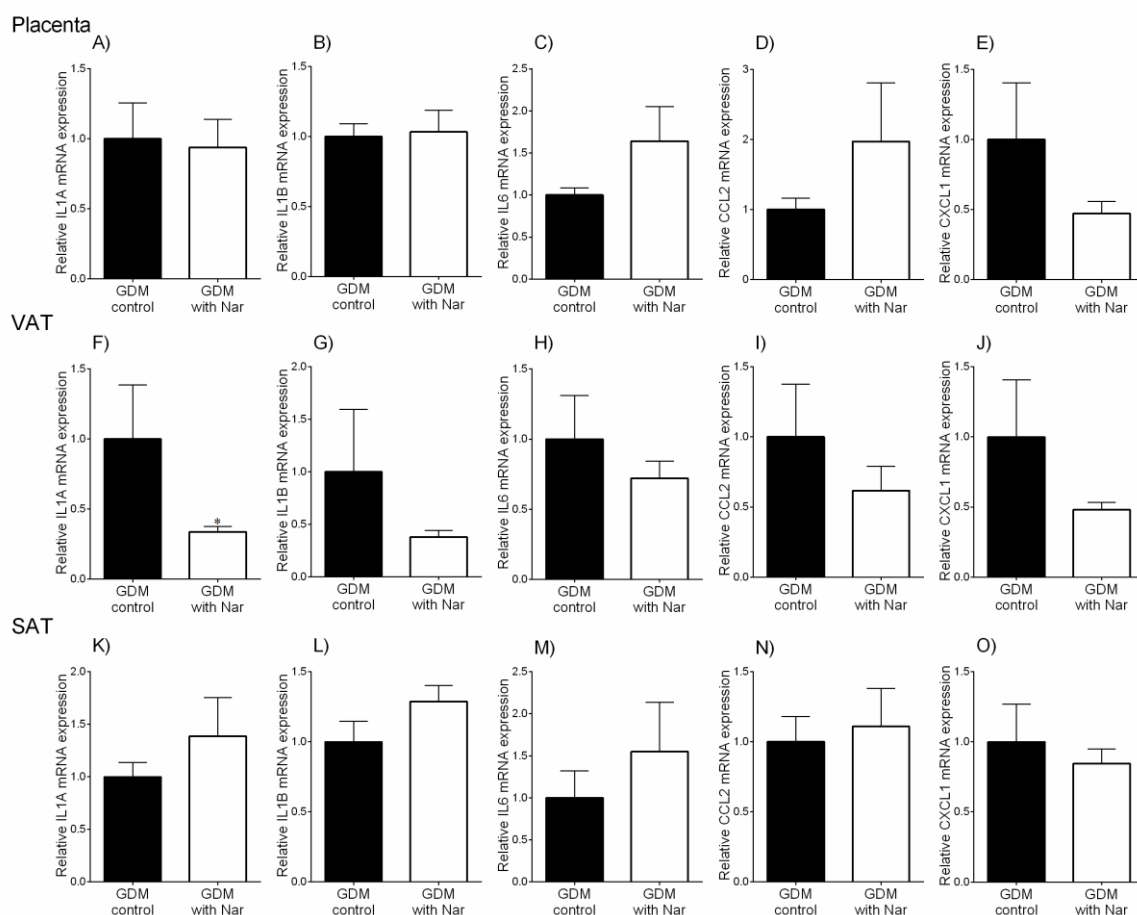 Placenta
A) B) C) D) E)
Relative IL1A mRNA expression
1.5
1.0
0.5
0.0
GDM control
GDM with Nar
Relative IL1B mRNA expression
1.5
1.0
0.5
0.0
GDM control
GDM with Nar
Relative IL6 mRNA expression
2.5
2.0
1.5
1.0
0.5
0.0
GDM control
GDM with Nar
Relative CCL2 mRNA expression
3
2
1
0
GDM control
GDM with Nar
Relative CXCL1 mRNA expression
1.5
1.0
0.5
0.0
GDM control
GDM with Nar
VAT
F) G) H) I) J)
Relative IL1A mRNA expression
1.5
1.0
0.5
0.0
*
GDM control
GDM with Nar
Relative IL1B mRNA expression
2.0
1.5
1.0
0.5
0.0
GDM control
GDM with Nar
Relative IL6 mRNA expression
1.5
1.0
0.5
0.0
GDM control
GDM with Nar
Relative CCL2 mRNA expression
1.5
1.0
0.5
0.0
GDM control
GDM with Nar
Relative CXCL1 mRNA expression
1.5
1.0
0.5
0.0
GDM control
GDM with Nar
SAT
K) L) M) N) O)
Relative IL1A mRNA expression
2.0
1.5
1.0
0.5
0.0
GDM control
GDM with Nar
Relative IL1B mRNA expression
1.5
1.0
0.5
0.0
GDM control
GDM with Nar
Relative IL6 mRNA expression
2.5
2.0
1.5
1.0
0.5
0.0
GDM control
GDM with Nar
Relative CCL2 mRNA expression
1.5
1.0
0.5
0.0
GDM control
GDM with Nar
Relative CXCL1 mRNA expression
1.5
1.0
0.5
0.0
GDM control
GDM with Nar